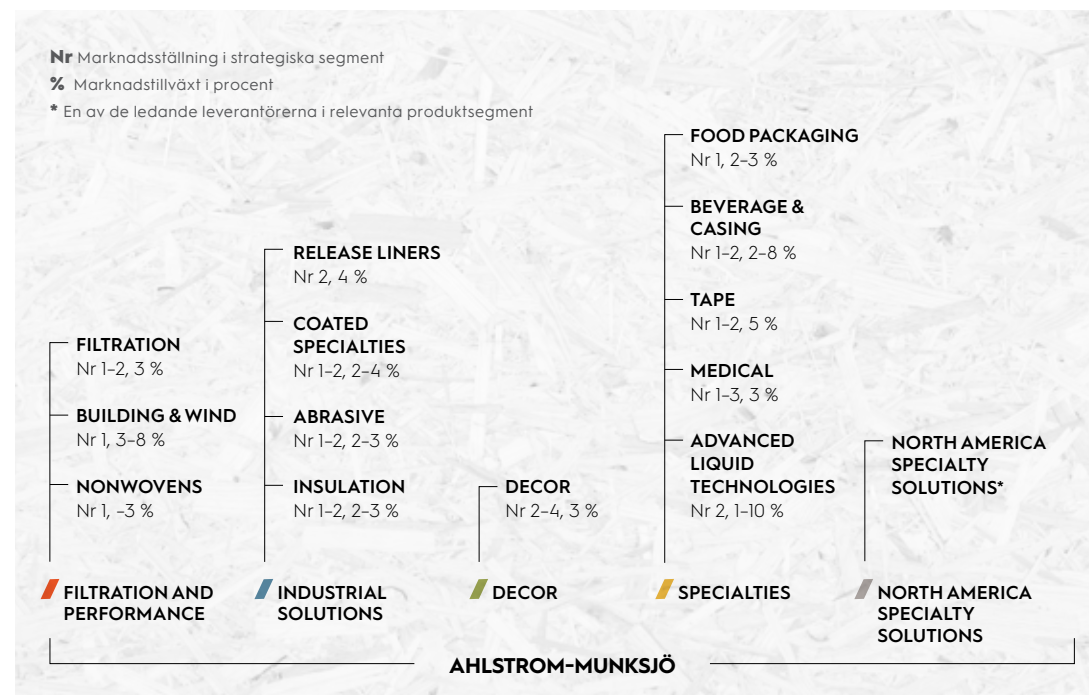 Nr Marknadsställning i strategiska segment
% Marknadstillväxt i procent
* En av de ledande leverantörerna i relevanta produktsegment
FILTRATION
Nr 1–2, 3 %
BUILDING & WIND
Nr 1, 3–8 %
NONWOVENS
Nr 1, -3 %
FILTRATION AND
PERFORMANCE
RELEASE LINERS
Nr 2, 4 %
COATED
SPECIALTIES
Nr 1–2, 2–4 %
ABRASIVE
Nr 1–2, 2–3 %
INSULATION
Nr 1–2, 2–3 %
INDUSTRIAL
SOLUTIONS
DECOR
Nr 2–4, 3 %
DECOR
FOOD PACKAGING
Nr 1, 2–3 %
BEVERAGE &
CASING
Nr 1–2, 2–8 %
TAPE
Nr 1–2, 5 %
MEDICAL
Nr 1–3, 3 %
ADVANCED
LIQUID
TECHNOLOGIES
Nr 2, 1–10 %
SPECIALTIES
NORTH AMERICA
SPECIALTY
SOLUTIONS*
NORTH AMERICA
SPECIALTY
SOLUTIONS
AHLSTROM-MUNKSJÖ